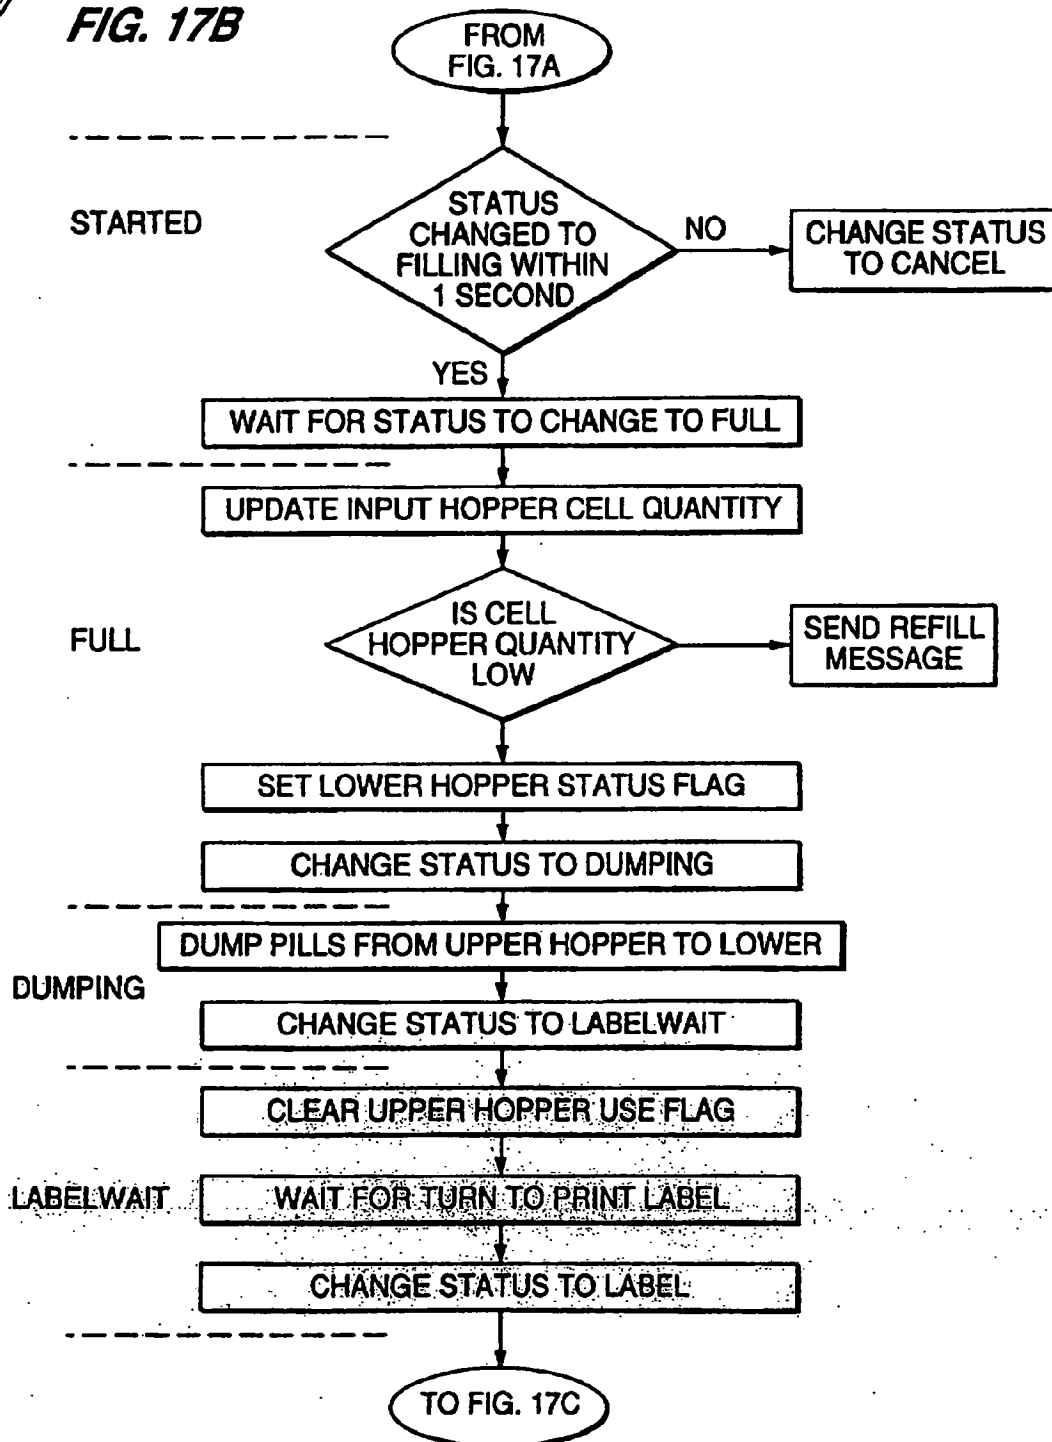 FIG. 17B
FROM
FIG. 17A
STARTED
STATUS
CHANGED TO
FILLING WITHIN
1 SECOND
NO
CHANGE STATUS
TO CANCEL
YES
WAIT FOR STATUS TO CHANGE TO FULL
UPDATE INPUT HOPPER CELL QUANTITY
FULL
IS CELL
HOPPER QUANTITY
LOW
SEND REFILL
MESSAGE
SET LOWER HOPPER STATUS FLAG
CHANGE STATUS TO DUMPING
DUMP PILLS FROM UPPER HOPPER TO LOWER
DUMPING
CHANGE STATUS TO LABELWAIT
CLEAR UPPER HOPPER USE FLAG
LABELWAIT
WAIT FOR TURN TO PRINT LABEL
CHANGE STATUS TO LABEL
TO FIG. 17C